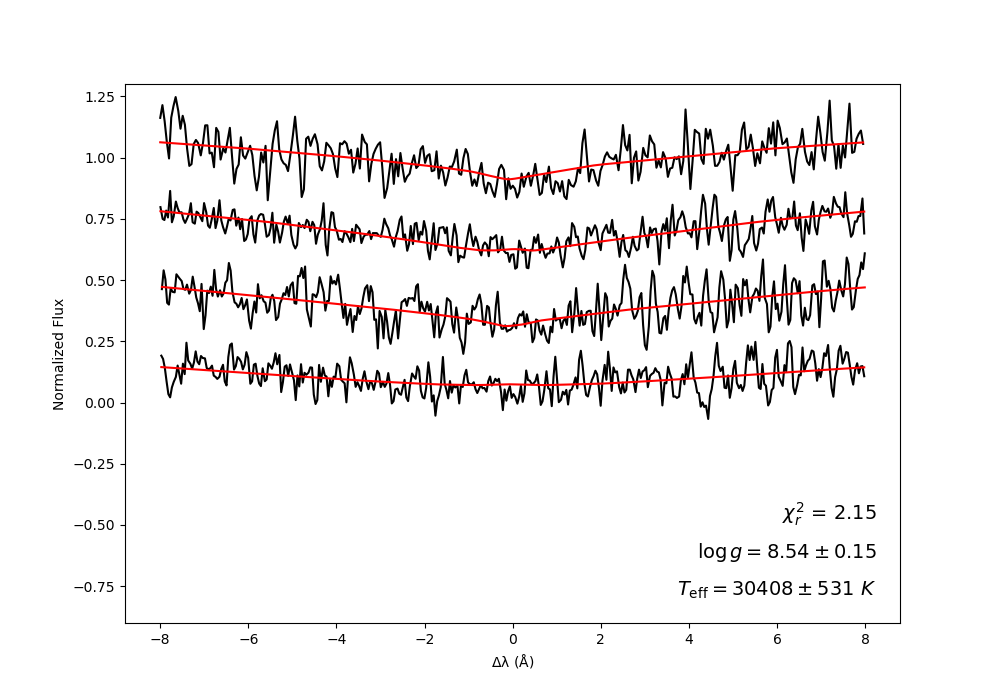 1.25
1.00
0.75
0.50
0.25
0.00
−0.25
−0.50
−0.75
Normalized Flux
χ²ᵣ = 2.15
log g = 8.54 ± 0.15
T_eff = 30408 ± 531 K
−8 −6 −4 −2 0 2 4 6 8
Δλ (Å)